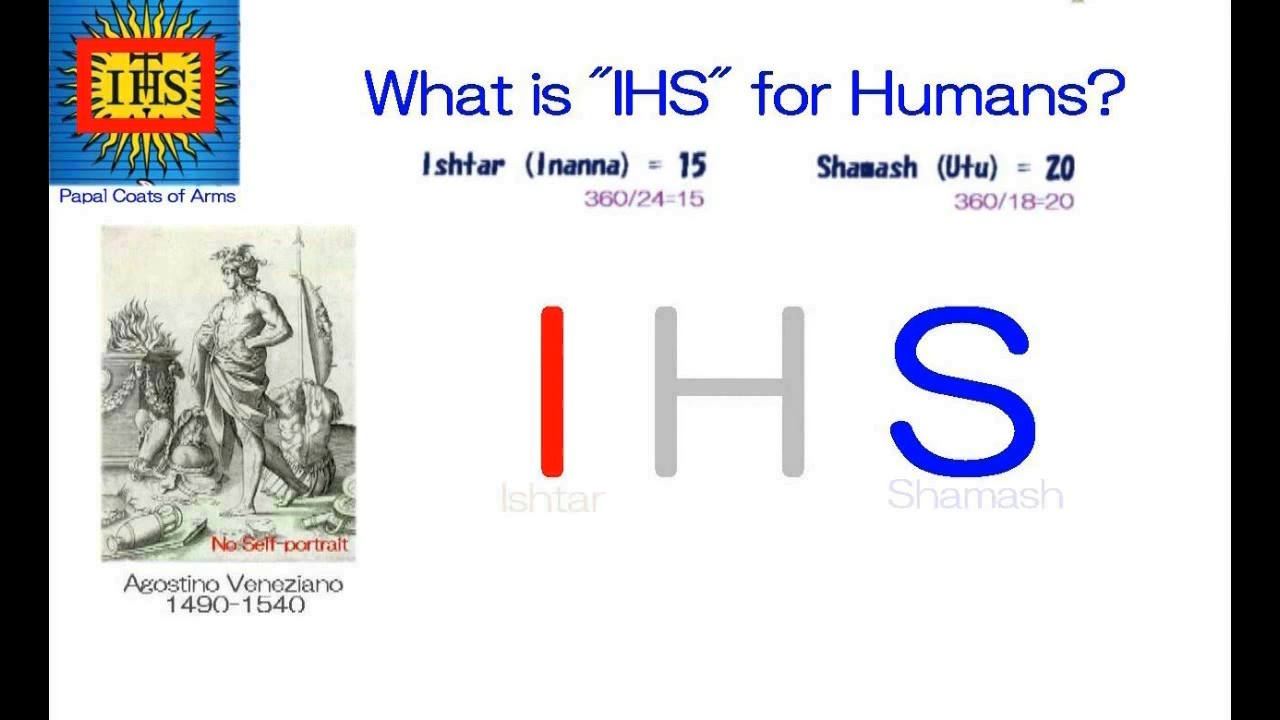 IHS
Papal Coats of Arms
What is "IHS" for Humans?
Ishtar (Inanna) = 15
360/24=15
Shamash (Utu) = 20
360/18=20
I H S
Ishtar
Shamash
No Self-portrait
Agostino Veneziano
1490-1540